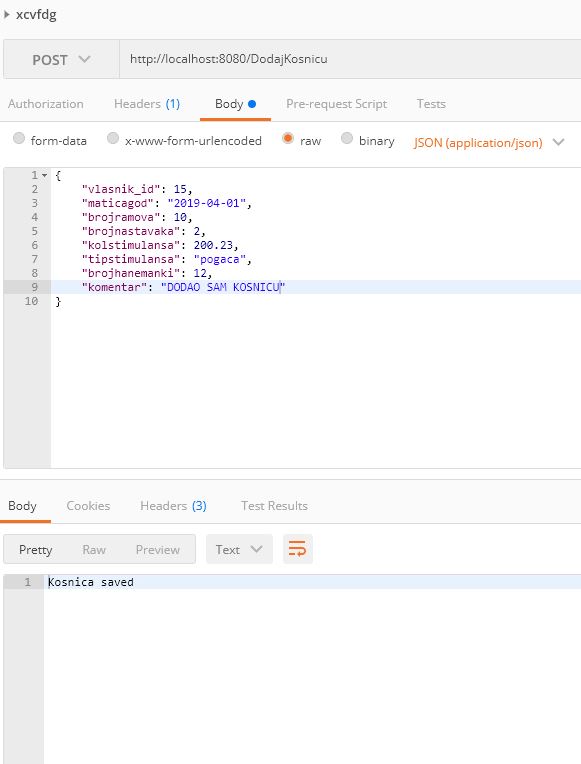 xcvfdg
POST http://localhost:8080/DodajKosnicu
Authorization Headers (1) Body Pre-request Script Tests
form-data x-www-form-urlencoded raw binary JSON (application/json)
1 {
2 "vlasnik_id": 15,
3 "maticagod": "2019-04-01",
4 "brojramova": 10,
5 "brojnastavaka": 2,
6 "kolstimulansa": 200.23,
7 "tipstimulansa": "pogaca",
8 "brojhanemanki": 12,
9 "komentar": "DODAO SAM KOSNICU"
10 }
Body Cookies Headers (3) Test Results
Pretty Raw Preview Text
1 Kosnica saved